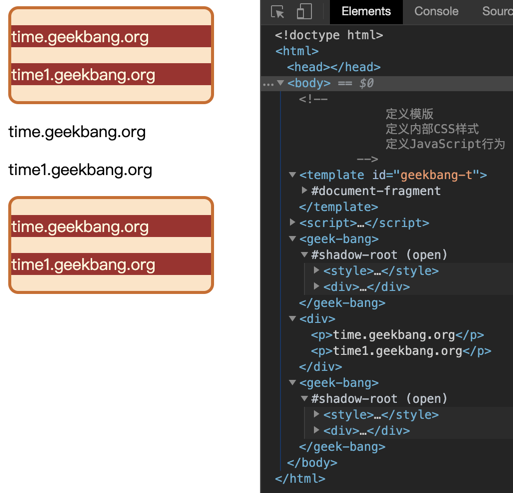 time.geekbang.org
time1.geekbang.org
time.geekbang.org
time1.geekbang.org
time.geekbang.org
time1.geekbang.org
Elements Console Sourc
<!doctype html>
<html>
<head></head>
… <body> == $0
<!--
定义模版
定义内部CSS样式
定义JavaScript行为
-->
<template id="geekbang-t">
#document-fragment
</template>
<script>…</script>
<geek-bang>
#shadow-root (open)
<style>…</style>
<div>…</div>
</geek-bang>
<div>
<p>time.geekbang.org</p>
<p>time1.geekbang.org</p>
</div>
<geek-bang>
#shadow-root (open)
<style>…</style>
<div>…</div>
</geek-bang>
</body>
</html>